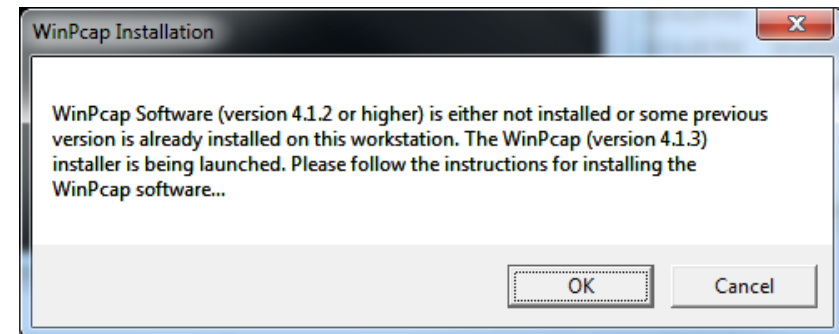 WinPcap Installation
WinPcap Software (version 4.1.2 or higher) is either not installed or some previous
version is already installed on this workstation. The WinPcap (version 4.1.3)
installer is being launched. Please follow the instructions for installing the
WinPcap software...
OK
Cancel